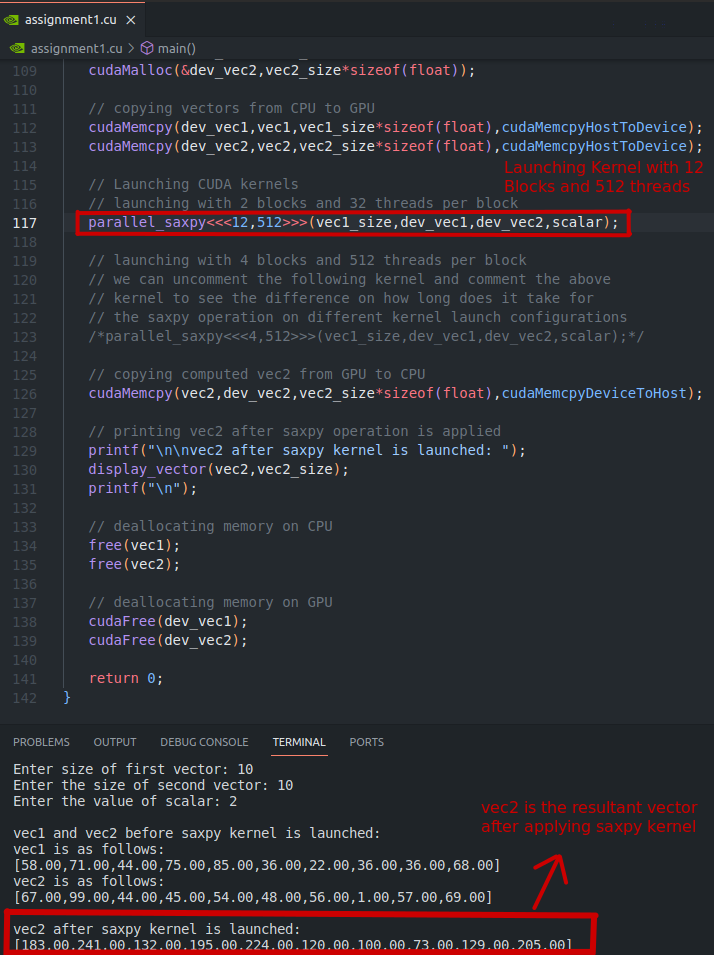 assignment1.cu ×
assignment1.cu > main()
109 cudaMalloc(&dev_vec2,vec2_size*sizeof(float));
110
111 // copying vectors from CPU to GPU
112 cudaMemcpy(dev_vec1,vec1,vec1_size*sizeof(float),cudaMemcpyHostToDevice);
113 cudaMemcpy(dev_vec2,vec2,vec2_size*sizeof(float),cudaMemcpyHostToDevice);
114
Launching Kernel with 12
Blocks and 512 threads
115 // Launching CUDA kernels
116 // launching with 2 blocks and 32 threads per block
117 parallel_saxpy<<<12,512>>>(vec1_size,dev_vec1,dev_vec2,scalar);
118
119 // launching with 4 blocks and 512 threads per block
120 // we can uncomment the following kernel and comment the above
121 // kernel to see the difference on how long does it take for
122 // the saxpy operation on different kernel launch configurations
123 /*parallel_saxpy<<<4,512>>>(vec1_size,dev_vec1,dev_vec2,scalar);*/
124
125 // copying computed vec2 from GPU to CPU
126 cudaMemcpy(vec2,dev_vec2,vec2_size*sizeof(float),cudaMemcpyDeviceToHost);
127
128 // printing vec2 after saxpy operation is applied
129 printf("\n\nvec2 after saxpy kernel is launched: ");
130 display_vector(vec2,vec2_size);
131 printf("\n");
132
133 // deallocating memory on CPU
134 free(vec1);
135 free(vec2);
136
137 // deallocating memory on GPU
138 cudaFree(dev_vec1);
139 cudaFree(dev_vec2);
140
141 return 0;
142 }
PROBLEMS OUTPUT DEBUG CONSOLE TERMINAL PORTS
Enter size of first vector: 10
Enter the size of second vector: 10
Enter the value of scalar: 2
vec2 is the resultant vector
after applying saxpy kernel
vec1 and vec2 before saxpy kernel is launched:
vec1 is as follows:
[58.00,71.00,44.00,75.00,85.00,36.00,22.00,36.00,36.00,68.00]
vec2 is as follows:
[67.00,99.00,44.00,45.00,54.00,48.00,56.00,1.00,57.00,69.00]
vec2 after saxpy kernel is launched:
[183.00,241.00,132.00,195.00,224.00,120.00,100.00,73.00,129.00,205.00]